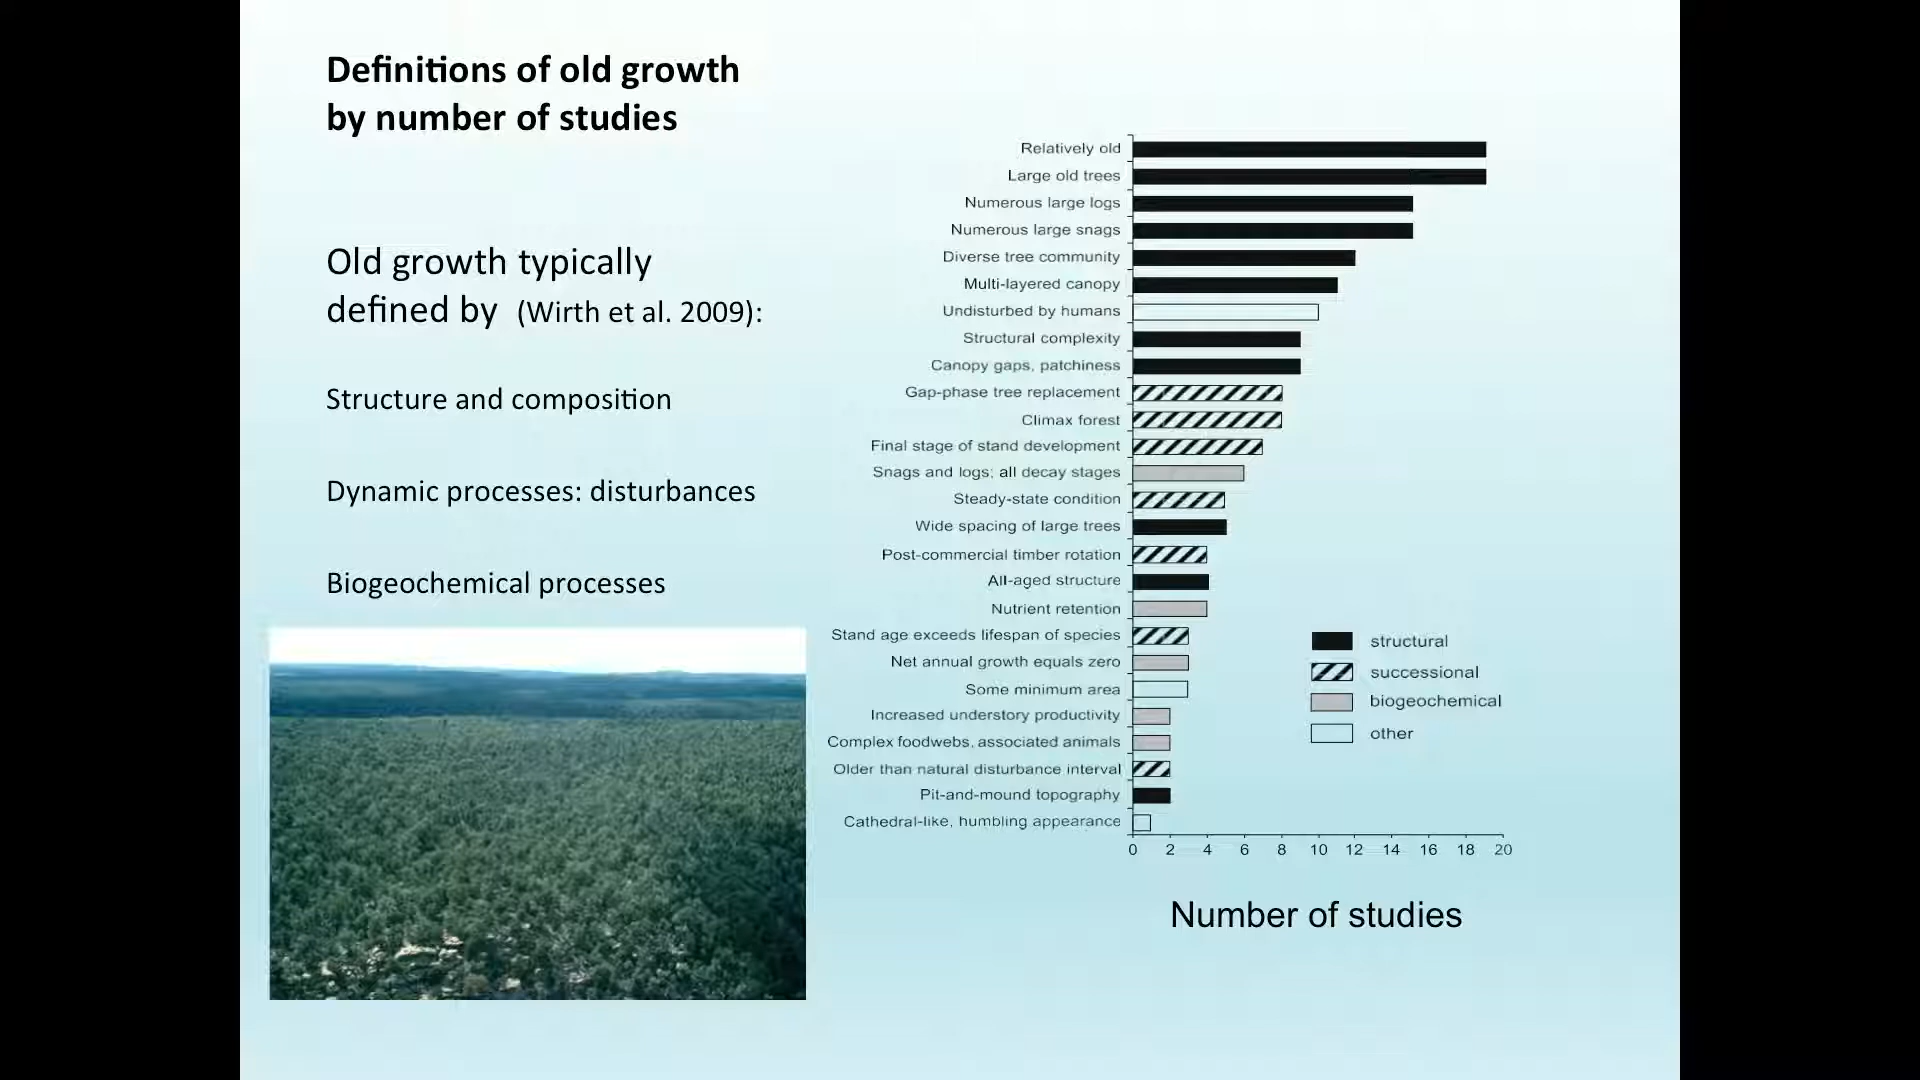 Definitions of old growth
by number of studies
Old growth typically
defined by (Wirth et al. 2009):
Structure and composition
Dynamic processes: disturbances
Biogeochemical processes
Relatively old
Large old trees
Numerous large logs
Numerous large snags
Diverse tree community
Multi-layered canopy
Undisturbed by humans
Structural complexity
Canopy gaps, patchiness
Gap-phase tree replacement
Climax forest
Final stage of stand development
Snags and logs; all decay stages
Steady-state condition
Wide spacing of large trees
Post-commercial timber rotation
All-aged structure
Nutrient retention
Stand age exceeds lifespan of species
Net annual growth equals zero
Some minimum area
Increased understory productivity
Complex foodwebs, associated animals
Older than natural disturbance interval
Pit-and-mound topography
Cathedral-like, humbling appearance
structural
successional
biogeochemical
other
0 2 4 6 8 10 12 14 16 18 20
Number of studies